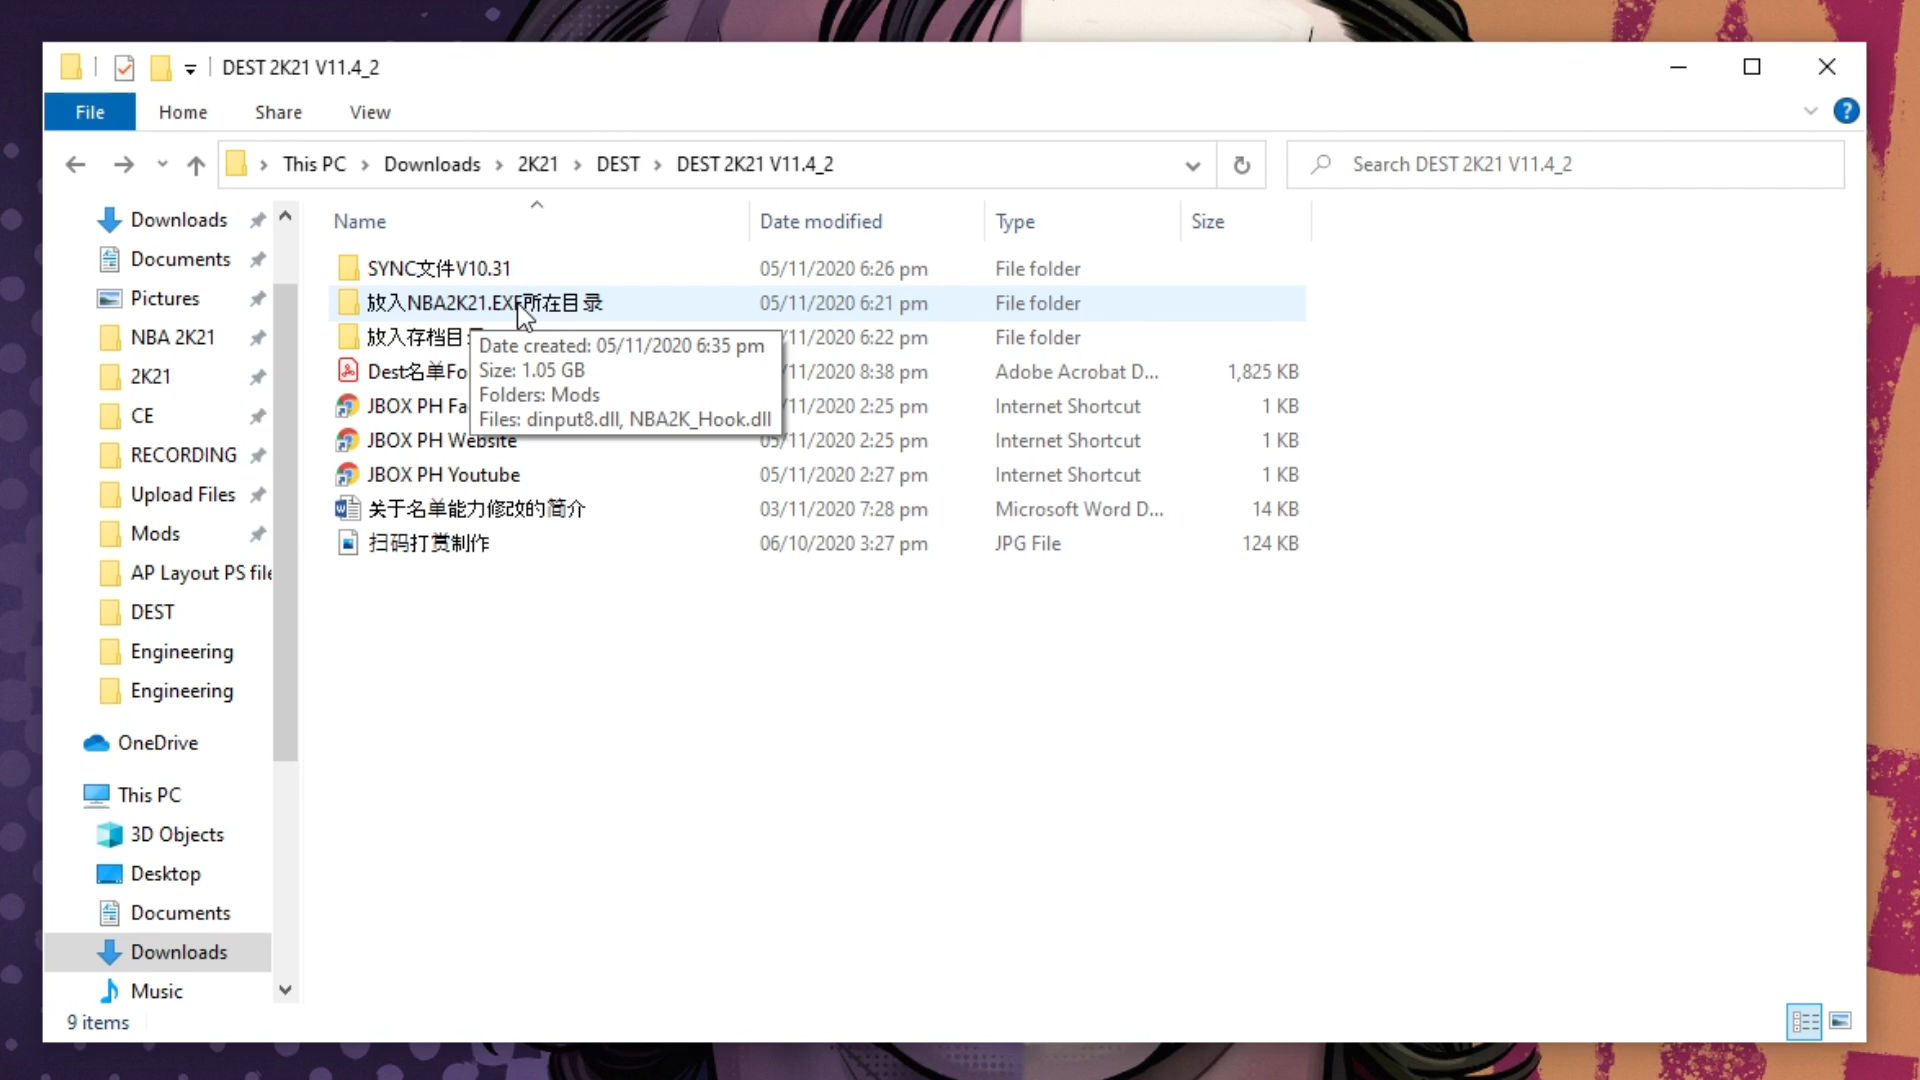 DEST 2K21 V11.4_2
File Home Share View
This PC Downloads 2K21 DEST DEST 2K21 V11.4_2
Search DEST 2K21 V11.4_2
Downloads
Documents
Pictures
NBA 2K21
2K21
CE
RECORDING
Upload Files
Mods
AP Layout PS file
DEST
Engineering
Engineering
OneDrive
This PC
3D Objects
Desktop
Documents
Downloads
Music
Name Date modified Type Size
SYNC文件V10.31 05/11/2020 6:26 pm File folder
放入NBA2K21.EXE所在目录 05/11/2020 6:21 pm File folder
放入存档目 /11/2020 6:22 pm File folder
Dest名单Fo /11/2020 8:38 pm Adobe Acrobat D... 1,825 KB
JBOX PH Fa /11/2020 2:25 pm Internet Shortcut 1 KB
JBOX PH Website 05/11/2020 2:25 pm Internet Shortcut 1 KB
JBOX PH Youtube 05/11/2020 2:27 pm Internet Shortcut 1 KB
关于名单能力修改的简介 03/11/2020 7:28 pm Microsoft Word D... 14 KB
扫码打赏制作 06/10/2020 3:27 pm JPG File 124 KB
Date created: 05/11/2020 6:35 pm
Size: 1.05 GB
Folders: Mods
Files: dinput8.dll, NBA2K_Hook.dll
9 items